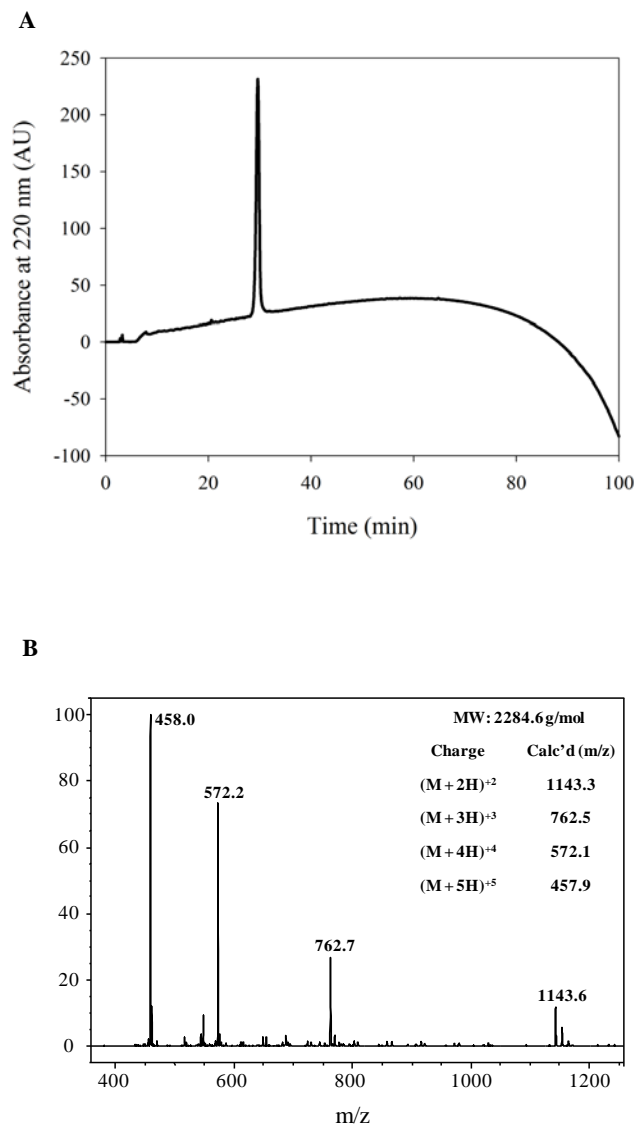 A
250
200
150
100
50
0
-50
-100
Absorbance at 220 nm (AU)
0 20 40 60 80 100
Time (min)
B
100
80
60
40
20
0
458.0
572.2
762.7
1143.6
MW: 2284.6 g/mol
Charge Calc'd (m/z)
(M + 2H)+2 1143.3
(M + 3H)+3 762.5
(M + 4H)+4 572.1
(M + 5H)+5 457.9
400 600 800 1000 1200
m/z